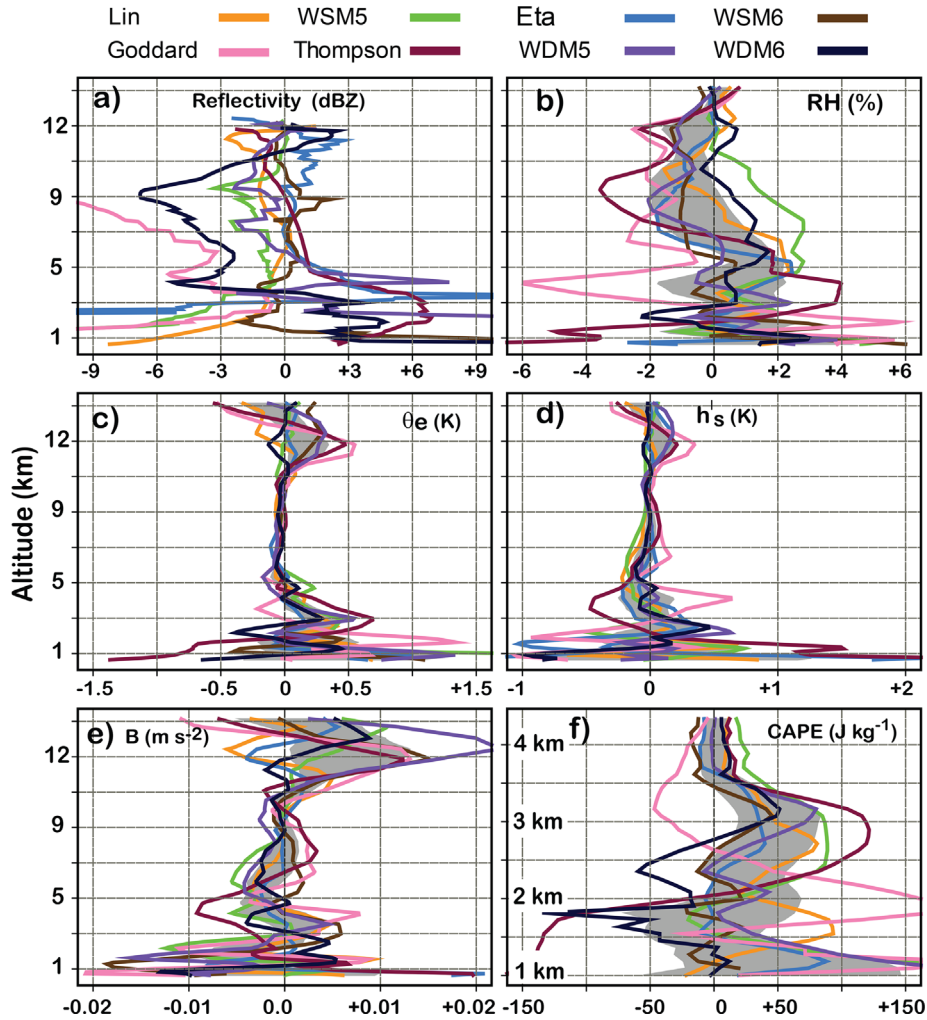 Lin WSM5 Eta WSM6
Goddard Thompson WDM5 WDM6
a) Reflectivity (dBZ)
12
9
5
1
-9 -6 -3 0 +3 +6 +9
b) RH (%)
-6 -4 -2 0 +2 +4 +6
c) θe (K)
12
9
5
1
-1.5 -0.5 0 +0.5 +1.5
d) h's (K)
-1 0 +1 +2
Altitude (km)
e) B (m s-2)
12
9
5
1
-0.02 -0.01 0.0 +0.01 +0.02
f) CAPE (J kg-1)
4 km
3 km
2 km
1 km
-150 -50 0 +50 +150